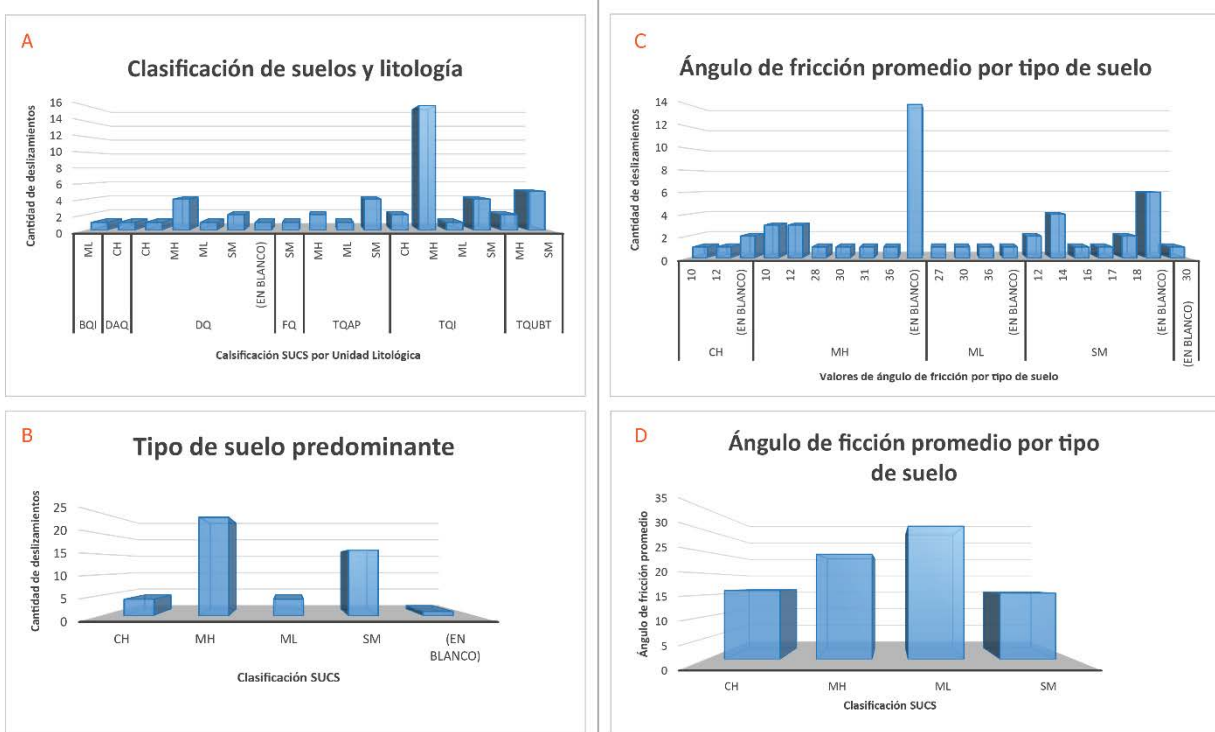 A
Clasificación de suelos y litología
Cantidad de deslizamientos
16
14
12
10
8
6
4
2
0
ML CH CH MH ML SM (EN BLANCO) SM MH ML SM CH MH ML SM MH SM
BQI DAQ DQ FQ TQAP TQI TQUBT
Calsificación SUCS por Unidad Litológica
B
Tipo de suelo predominante
Cantidad de deslizamientos
25
20
15
10
5
0
CH MH ML SM (EN
BLANCO)
Clasificación SUCS
C
Ángulo de fricción promedio por tipo de suelo
Cantidad de deslizamientos
14
12
10
8
6
4
2
0
10 12 (EN BLANCO) 10 12 28 30 31 36 (EN BLANCO) 27 30 36 (EN BLANCO) 12 14 16 17 18 (EN BLANCO) 30
CH MH ML SM (EN BLANCO)
Valores de ángulo de fricción por tipo de suelo
D
Ángulo de ficción promedio por tipo
de suelo
Ángulo de fricción promedio
35
30
25
20
15
10
5
0
CH MH ML SM
Clasificación SUCS